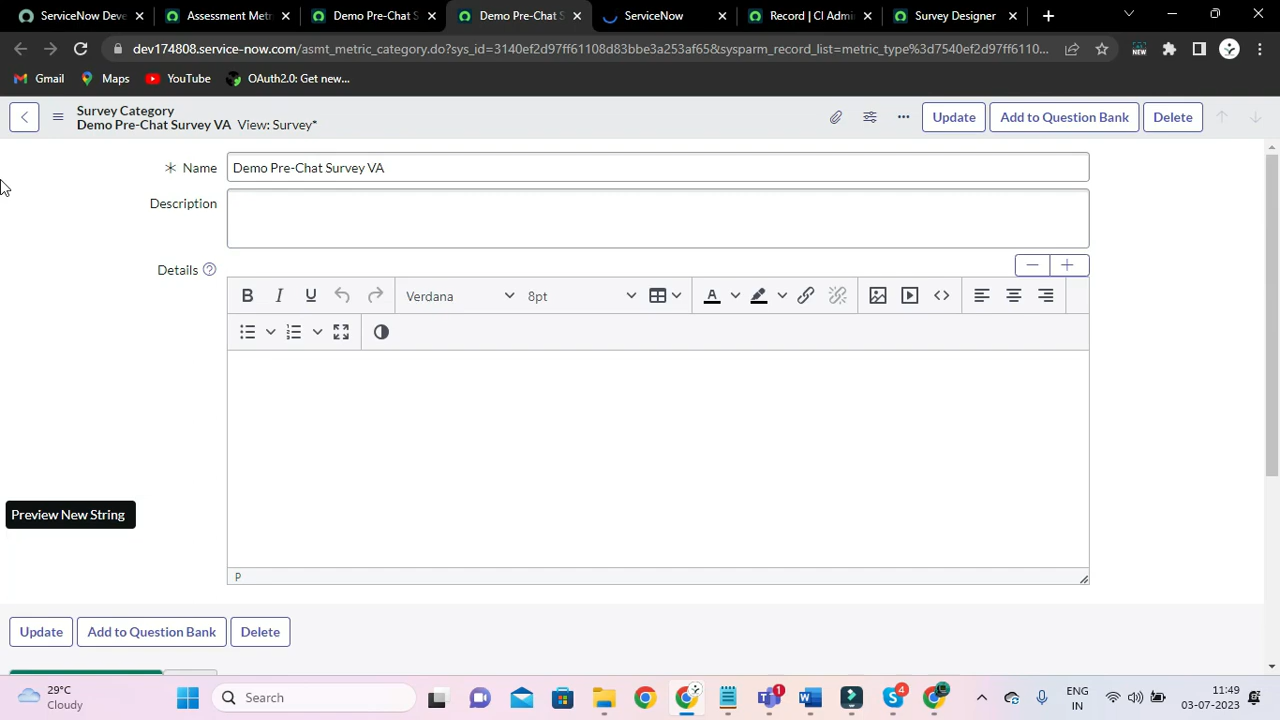 ServiceNow Deve
Assessment Met
Demo Pre-Chat S
Demo Pre-Chat S
ServiceNow
Record | CI Admi
Survey Designer
dev174808.service-now.com/asmt_metric_category.do?sys_id=3140ef2d97ff61108d83bbe3a253af65&sysparm_record_list=metric_type%3d7540ef2d97ff6110...
NEW
Gmail
Maps
YouTube
OAuth2.0: Get new...
Survey Category
Demo Pre-Chat Survey VA View: Survey*
Update
Add to Question Bank
Delete
* Name
Demo Pre-Chat Survey VA
Description
Details
B I U Verdana 8pt A
Preview New String
P
Update
Add to Question Bank
Delete
29°C
Cloudy
Search
1
4
ENG
IN
11:49
03-07-2023